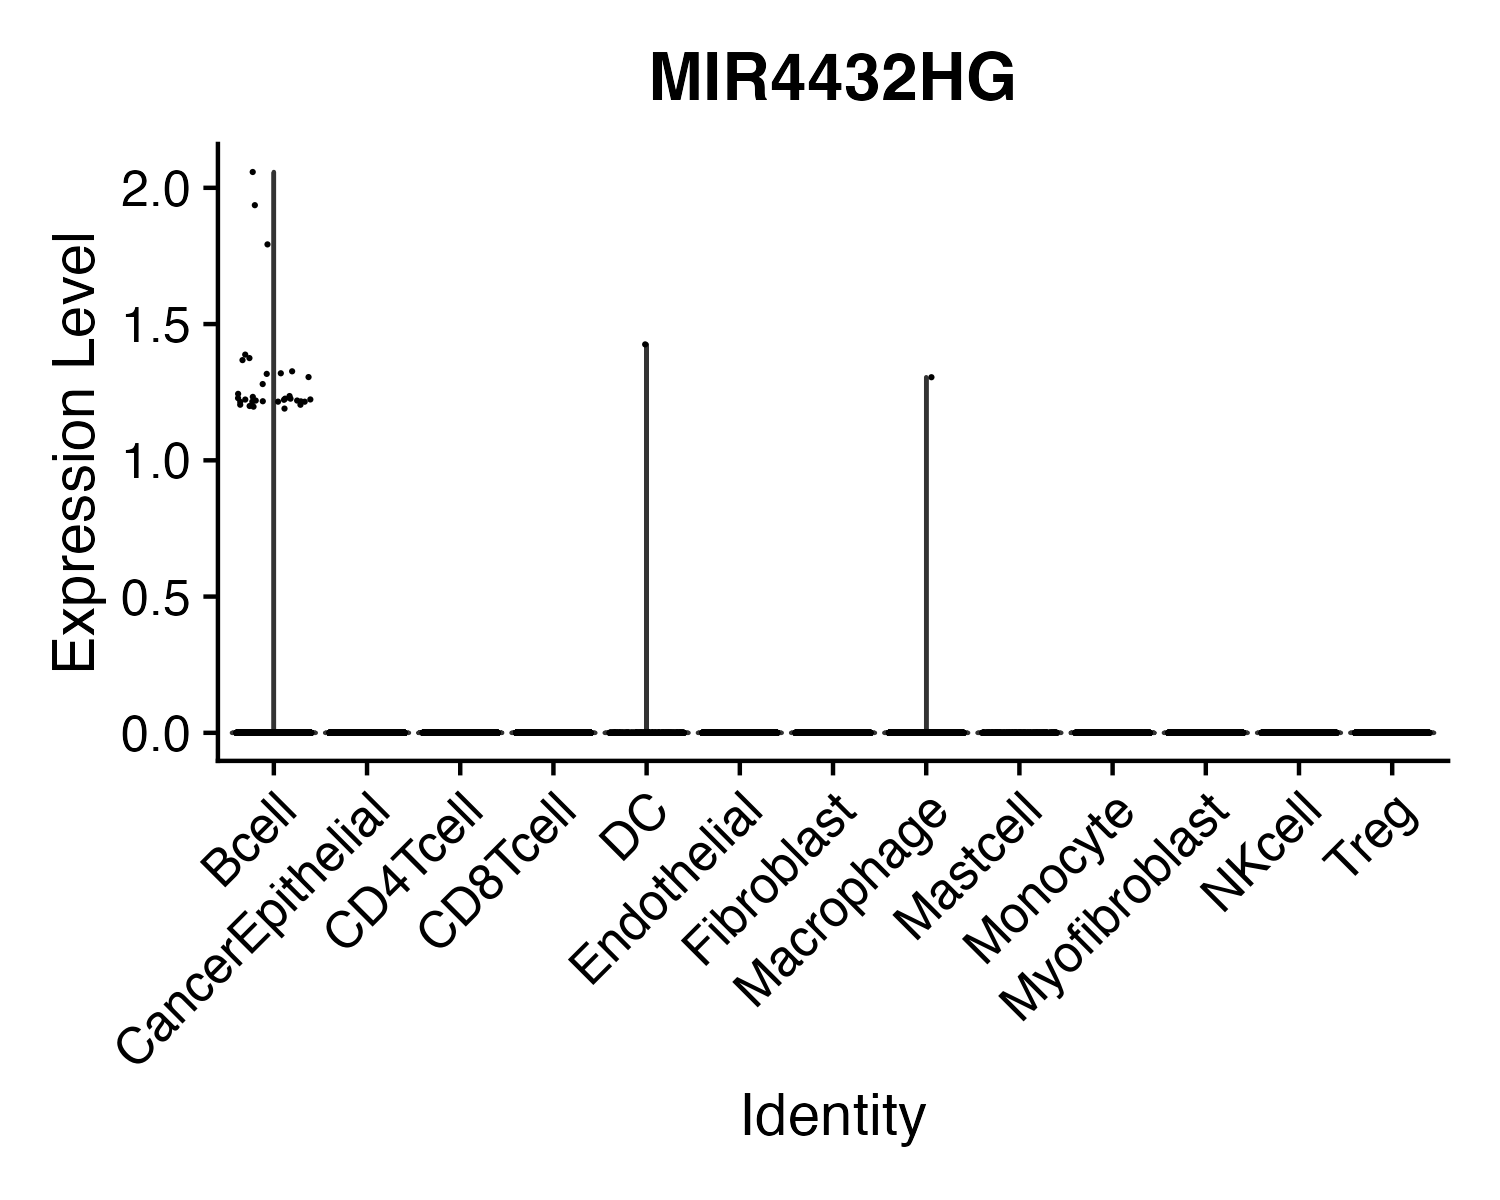 MIR4432HG
Expression Level
2.0
1.5
1.0
0.5
0.0
Bcell
CancerEpithelial
CD4Tcell
CD8Tcell
DC
Endothelial
Fibroblast
Macrophage
Mastcell
Monocyte
Myofibroblast
NKcell
Treg
Identity